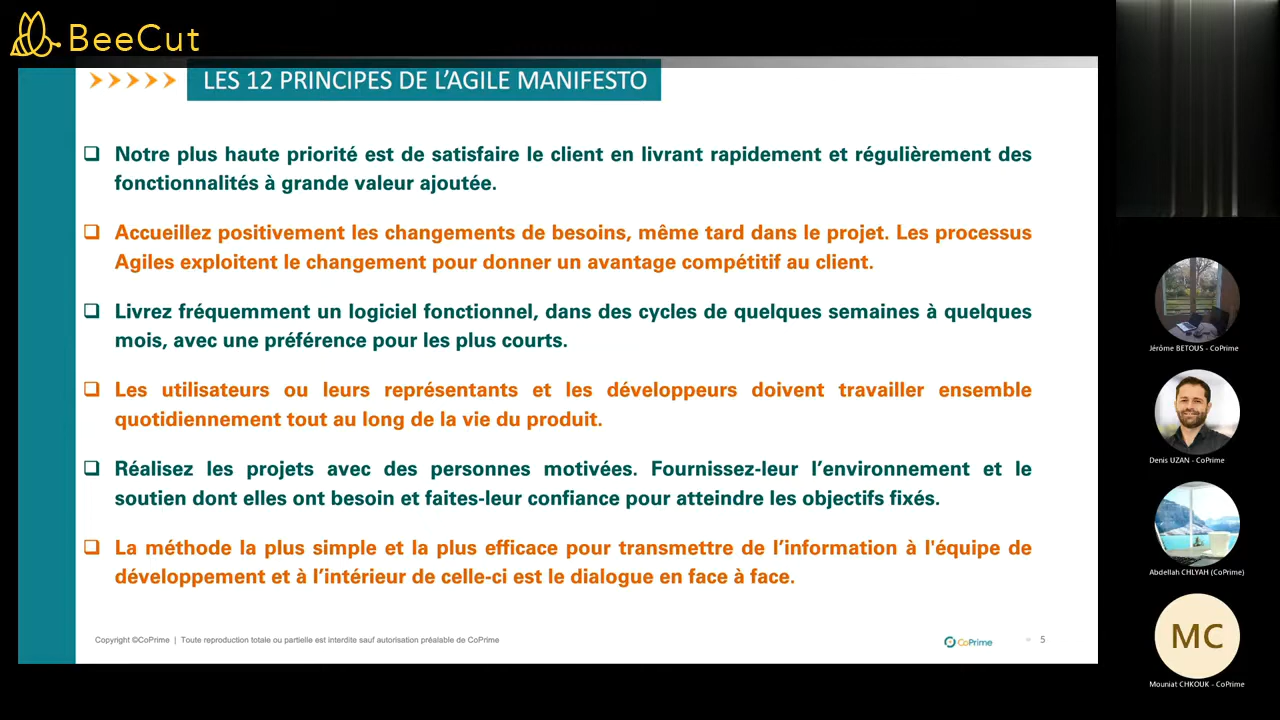 BeeCut
LES 12 PRINCIPES DE L'AGILE MANIFESTO
❑ Notre plus haute priorité est de satisfaire le client en livrant rapidement et régulièrement des
fonctionnalités à grande valeur ajoutée.
❑ Accueillez positivement les changements de besoins, même tard dans le projet. Les processus
Agiles exploitent le changement pour donner un avantage compétitif au client.
❑ Livrez fréquemment un logiciel fonctionnel, dans des cycles de quelques semaines à quelques
mois, avec une préférence pour les plus courts.
❑ Les utilisateurs ou leurs représentants et les développeurs doivent travailler ensemble
quotidiennement tout au long de la vie du produit.
❑ Réalisez les projets avec des personnes motivées. Fournissez-leur l’environnement et le
soutien dont elles ont besoin et faites-leur confiance pour atteindre les objectifs fixés.
❑ La méthode la plus simple et la plus efficace pour transmettre de l’information à l'équipe de
développement et à l’intérieur de celle-ci est le dialogue en face à face.
Copyright ©CoPrime | Toute reproduction totale ou partielle est interdite sauf autorisation préalable de CoPrime
CoPrime
5
Jérôme BETOUS - CoPrime
Denis UZAN - CoPrime
Abdellah CHLYAH (CoPrime)
MC
Mouniat CHKOUK - CoPrime